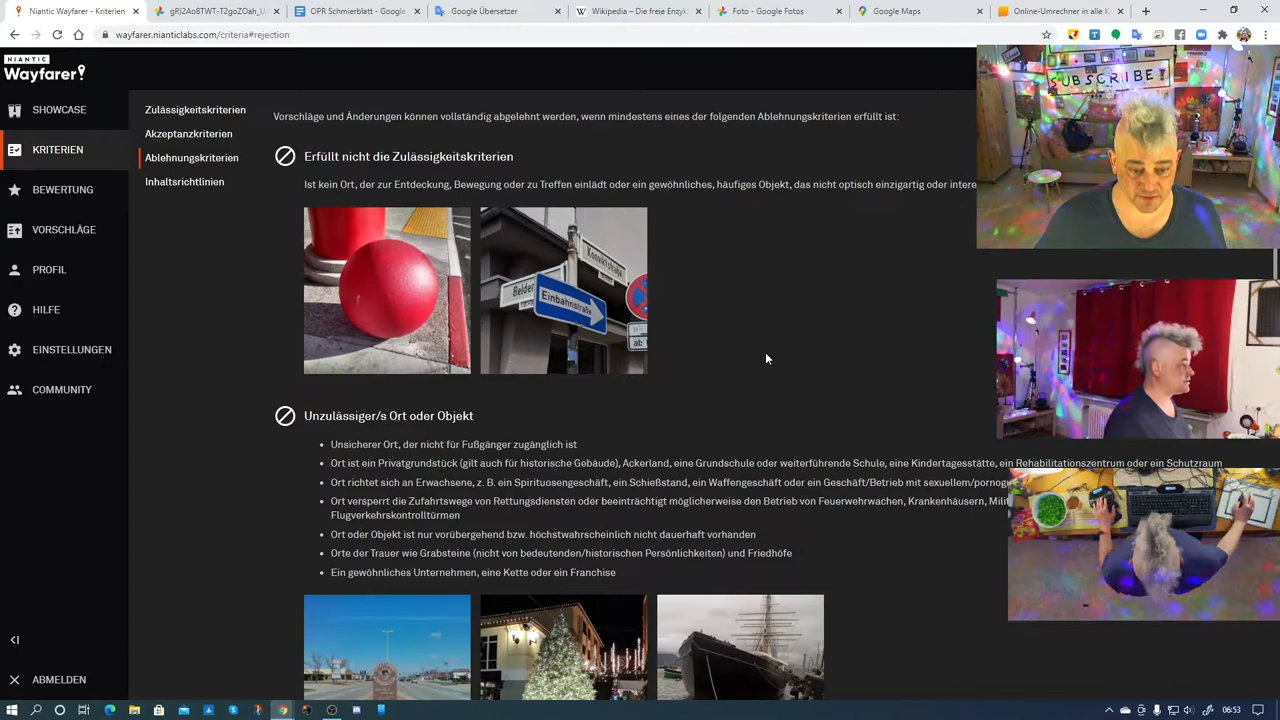 Niantic Wayfarer - Kriterien
gRI2Ao8TWT-T2goZOah_U
OPR Schmierblatt - Google
Google Übersetzer
Wikipedia – Die freie Enzyk
Foto - Google Fotos
Google Maps
Online-Umrechner in alle
wayfarer.nianticlabs.com/criteria#rejection
NIANTIC
Wayfarer
SUBSCRIBE
SHOWCASE
KRITERIEN
BEWERTUNG
VORSCHLÄGE
PROFIL
HILFE
EINSTELLUNGEN
COMMUNITY
ABMELDEN
Zulässigkeitskriterien
Akzeptanzkriterien
Ablehnungskriterien
Inhaltsrichtlinien
Vorschläge und Änderungen können vollständig abgelehnt werden, wenn mindestens eines der folgenden Ablehnungskriterien erfüllt ist:
Erfüllt nicht die Zulässigkeitskriterien
Ist kein Ort, der zur Entdeckung, Bewegung oder zu Treffen einlädt oder ein gewöhnliches, häufiges Objekt, das nicht optisch einzigartig oder intere
Konviktstraße
Belder
Einbahnstraße
ab
Unzulässiger/s Ort oder Objekt
• Unsicherer Ort, der nicht für Fußgänger zugänglich ist
• Ort ist ein Privatgrundstück (gilt auch für historische Gebäude), Ackerland, eine Grundschule oder weiterführende Schule, eine Kindertagesstätte, ein Rehabilitationszentrum oder ein Schutzraum
• Ort richtet sich an Erwachsene, z. B. ein Spirituosengeschäft, ein Schießstand, ein Waffengeschäft oder ein Geschäft/Betrieb mit sexuellem/pornog
• Ort versperrt die Zufahrtswege von Rettungsdiensten oder beeinträchtigt möglicherweise den Betrieb von Feuerwehrwachen, Krankenhäusern, Mili
Flugverkehrskontrolltürmen
• Ort oder Objekt ist nur vorübergehend bzw. höchstwahrscheinlich nicht dauerhaft vorhanden
• Orte der Trauer wie Grabsteine (nicht von bedeutenden/historischen Persönlichkeiten) und Friedhöfe
• Ein gewöhnliches Unternehmen, eine Kette oder ein Franchise
06:53